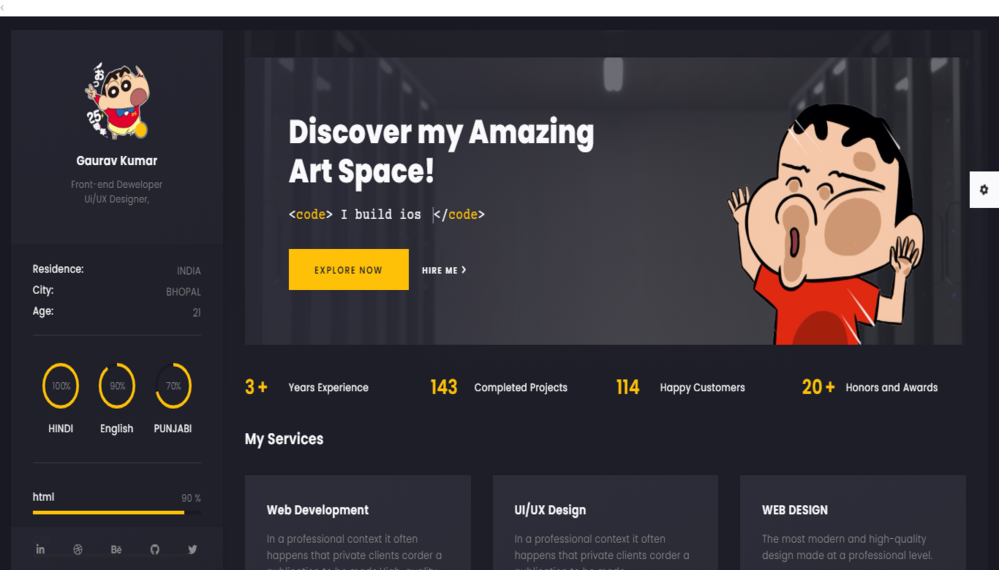 Gaurav Kumar
Front-end Deweloper
Ui/UX Designer,
Residence: INDIA
City: BHOPAL
Age: 21
100% 90% 70%
HINDI English PUNJABI
html 90 %
in Bē
Discover my Amazing
Art Space!
<code> I build ios </code>
EXPLORE NOW HIRE ME
3 + Years Experience 143 Completed Projects 114 Happy Customers 20 + Honors and Awards
My Services
Web Development
In a professional context it often
happens that private clients corder a
UI/UX Design
In a professional context it often
happens that private clients corder a
WEB DESIGN
The most modern and high-quality
design made at a professional level.